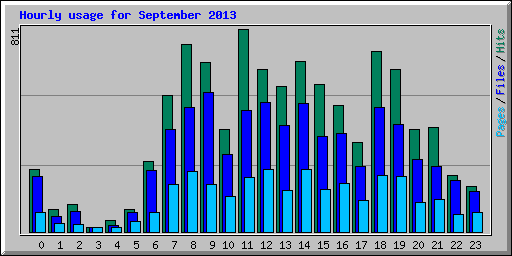 Hourly usage for September 2013
811
Pages / Files / Hits
0 1 2 3 4 5 6 7 8 9 10 11 12 13 14 15 16 17 18 19 20 21 22 23